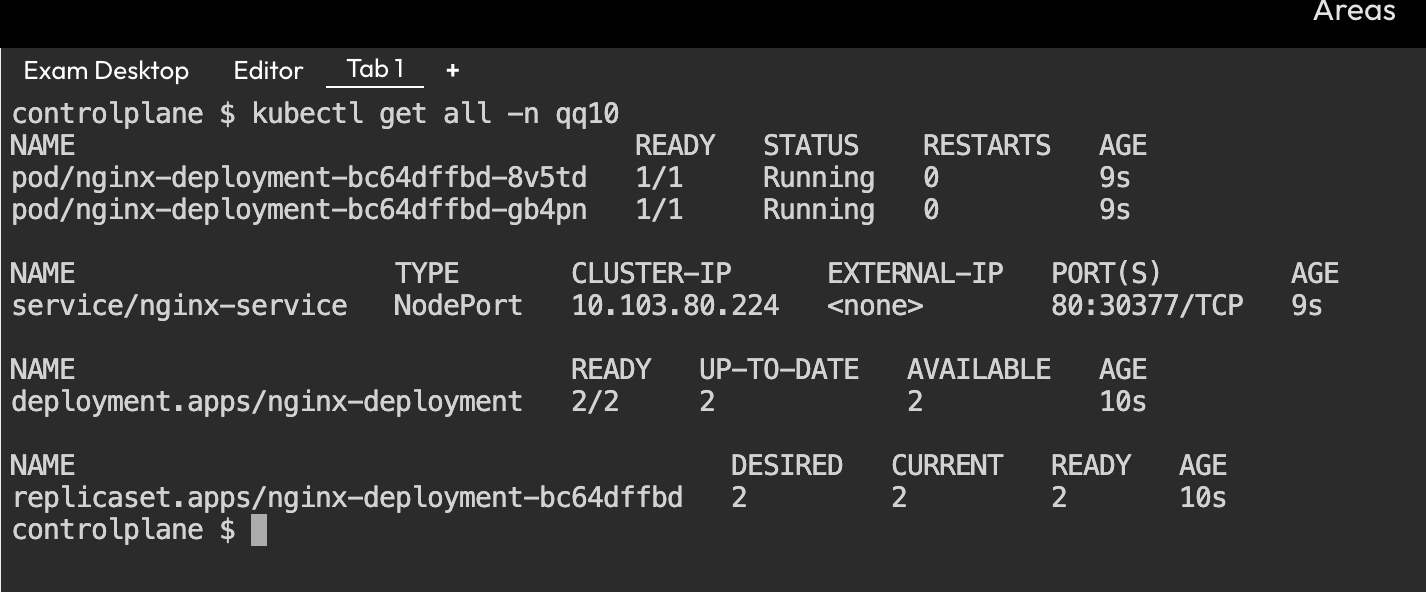 Areas
Exam Desktop Editor Tab 1 +
controlplane $ kubectl get all -n qq10
NAME READY STATUS RESTARTS AGE
pod/nginx-deployment-bc64dffbd-8v5td 1/1 Running 0 9s
pod/nginx-deployment-bc64dffbd-gb4pn 1/1 Running 0 9s
NAME TYPE CLUSTER-IP EXTERNAL-IP PORT(S) AGE
service/nginx-service NodePort 10.103.80.224 <none> 80:30377/TCP 9s
NAME READY UP-TO-DATE AVAILABLE AGE
deployment.apps/nginx-deployment 2/2 2 2 10s
NAME DESIRED CURRENT READY AGE
replicaset.apps/nginx-deployment-bc64dffbd 2 2 2 10s
controlplane $